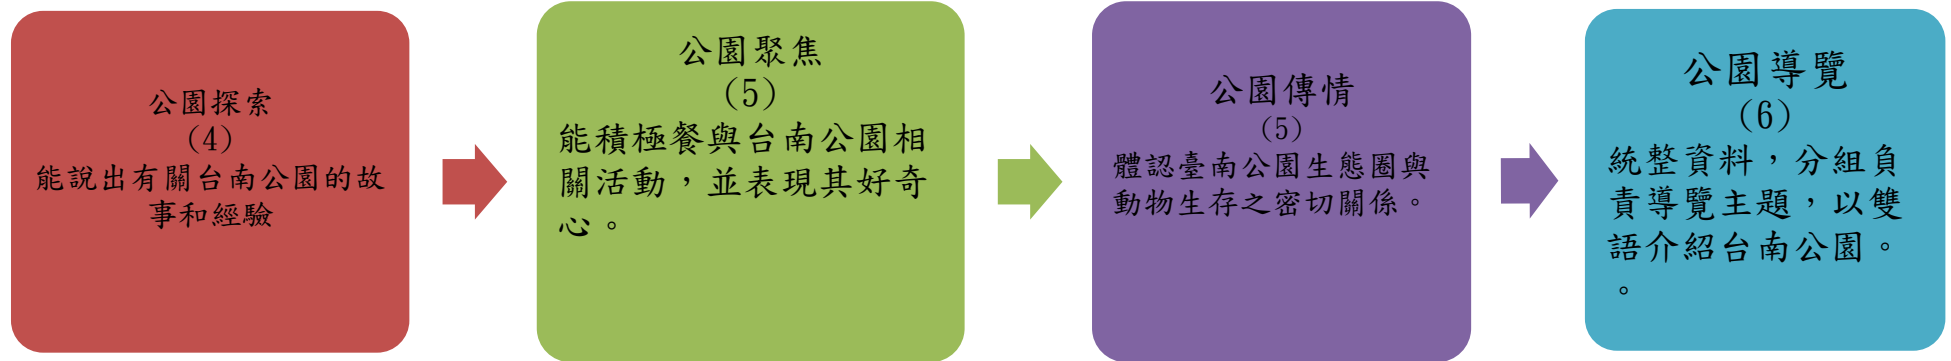 公園探索
(4)
能說出有關台南公園的故
事和經驗
公園聚焦
(5)
能積極餐與台南公園相
關活動，並表現其好奇
心。
公園傳情
(5)
體認臺南公園生態圈與
動物生存之密切關係。
公園導覽
(6)
統整資料，分組負
責導覽主題，以雙
語介紹台南公園。
。